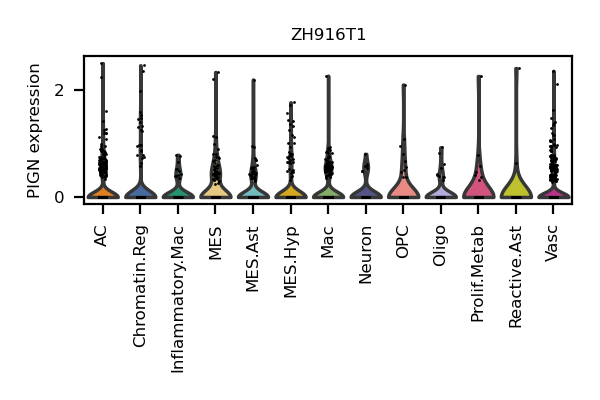 ZH916T1
PIGN expression
2
0
AC
Chromatin.Reg
Inflammatory.Mac
MES
MES.Ast
MES.Hyp
Mac
Neuron
OPC
Oligo
Prolif.Metab
Reactive.Ast
Vasc